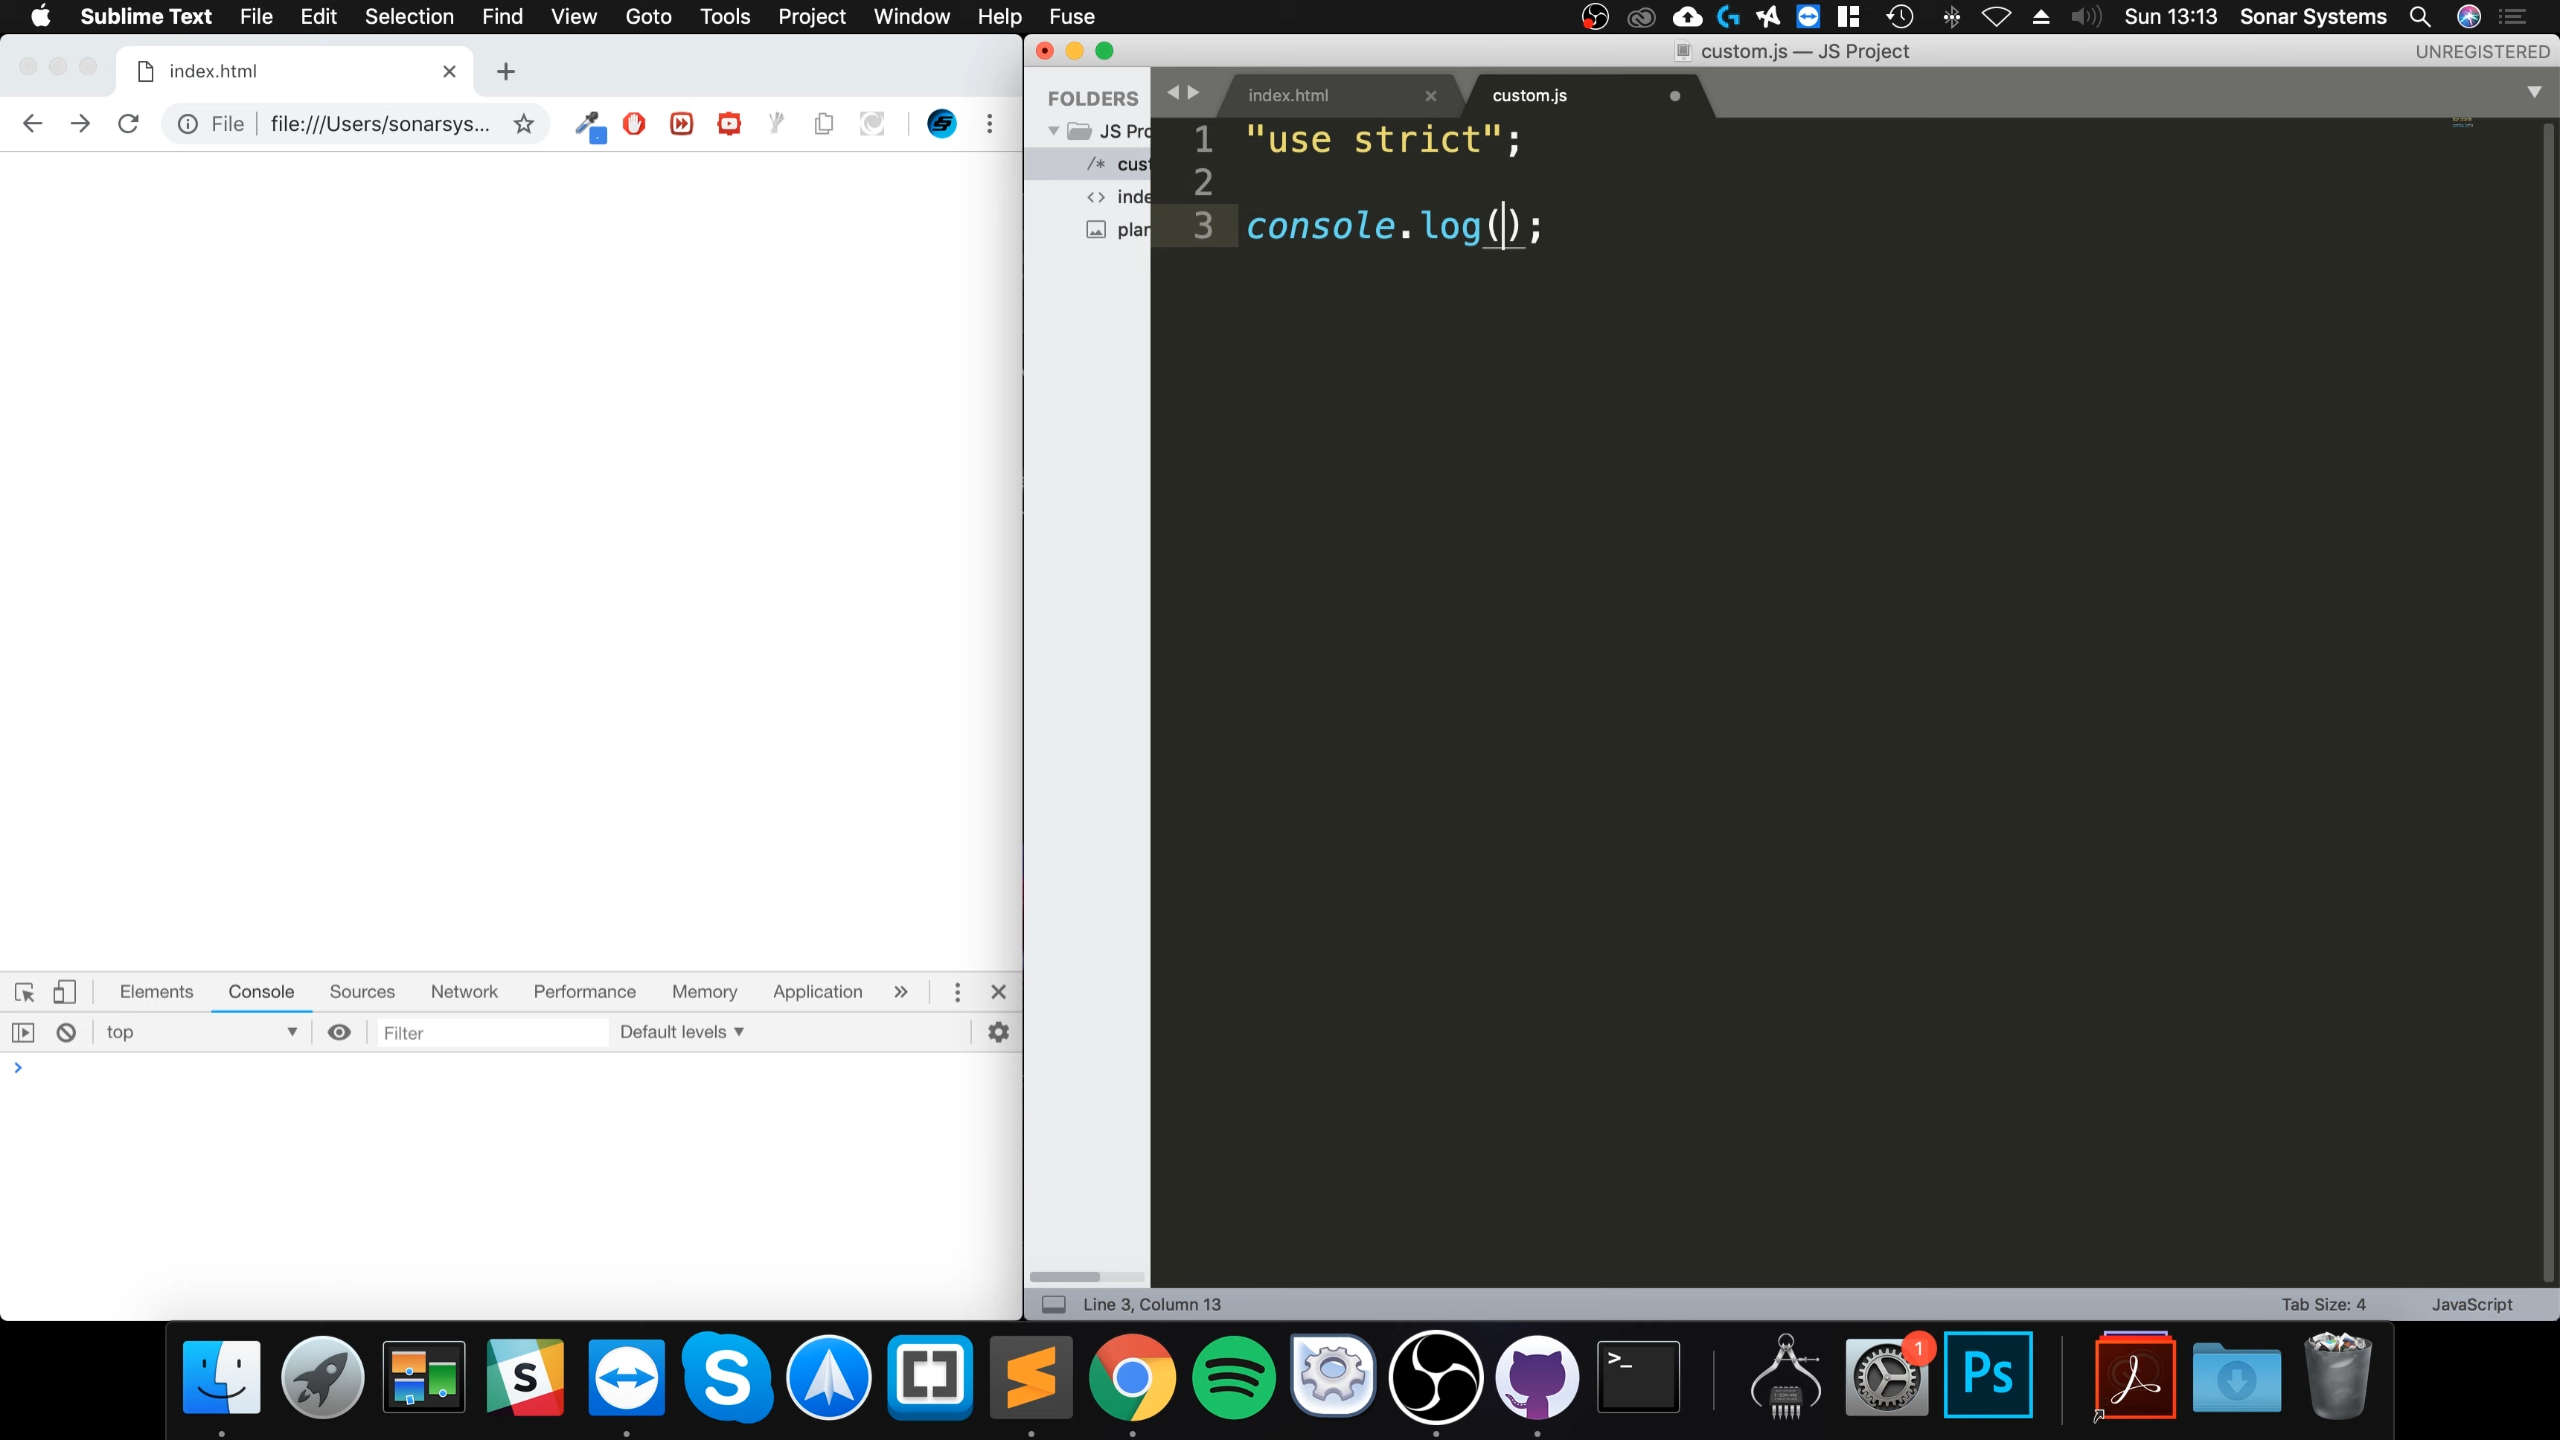 Sublime Text File Edit Selection Find View Goto Tools Project Window Help Fuse Sun 13:13 Sonar Systems
index.html
File file:///Users/sonarsys...
custom.js — JS Project UNREGISTERED
FOLDERS
JS Pro
/* cust
<> inde
plan
index.html custom.js
1 "use strict";
2
3 console.log();
Elements Console Sources Network Performance Memory Application »
top Filter Default levels
>
Line 3, Column 13 Tab Size: 4 JavaScript
S
S
>_
1
Ps